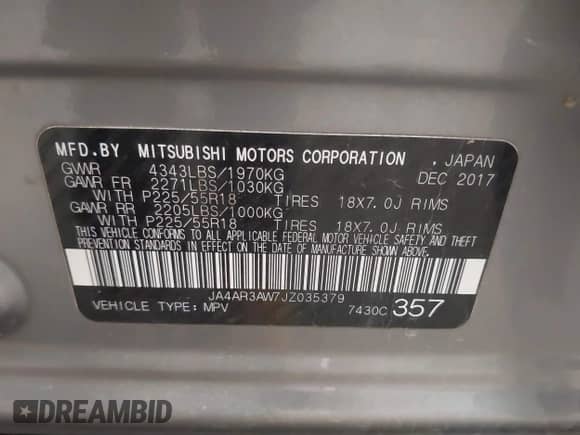 MFD.BY MITSUBISHI MOTORS CORPORATION . JAPAN
GVWR 4343LBS/1970KG DEC 2017
GAWR FR 2271LBS/1030KG
WITH P225/55R18 TIRES 18X7.0J RIMS
GAWR RR 2205LBS/1000KG
WITH P225/55R18 TIRES 18X7.0J RIMS
THIS VEHICLE CONFORMS TO ALL APPLICABLE FEDERAL MOTOR VEHICLE SAFETY AND THEFT
PREVENTION STANDARDS IN EFFECT ON THE DATE OF MANUFACTURE SHOWN ABOVE.
JA4AR3AW7JZ035379
VEHICLE TYPE: MPV 7430C 357
DREAMBID